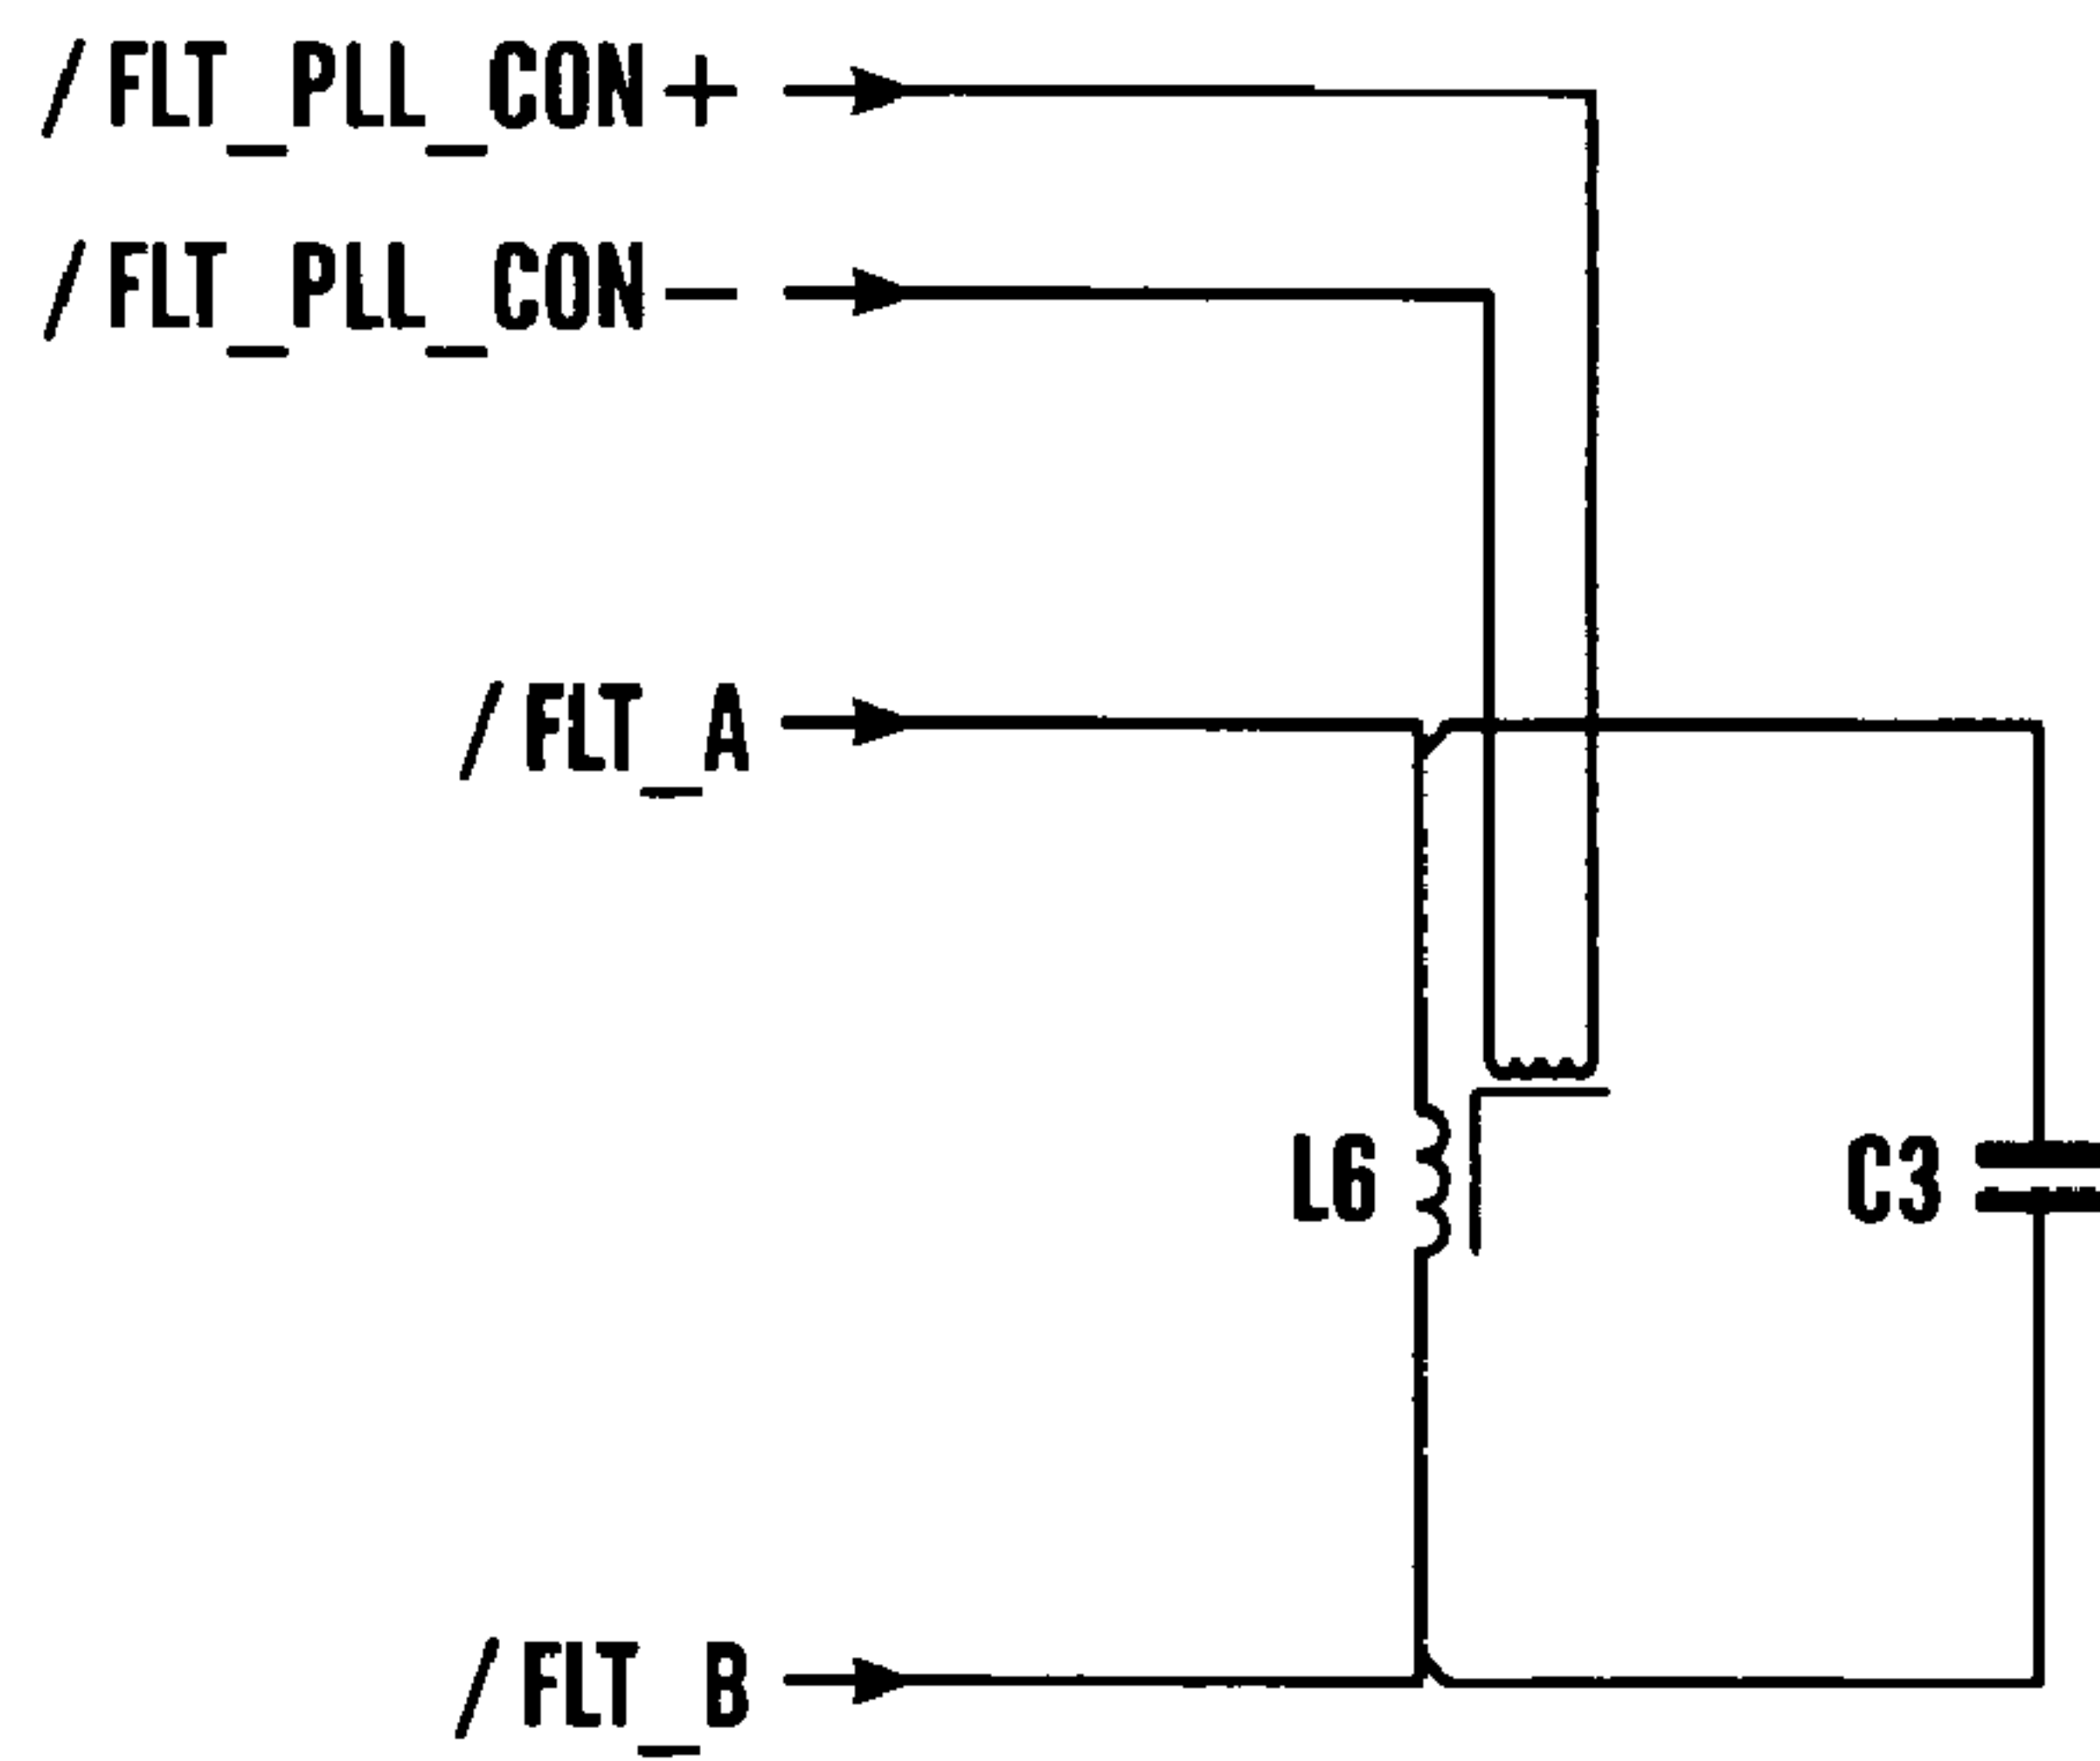 /FLT_PLL_CON+
/FLT_PLL_CON—
/FLT_A
L6 C3
/FLT_B